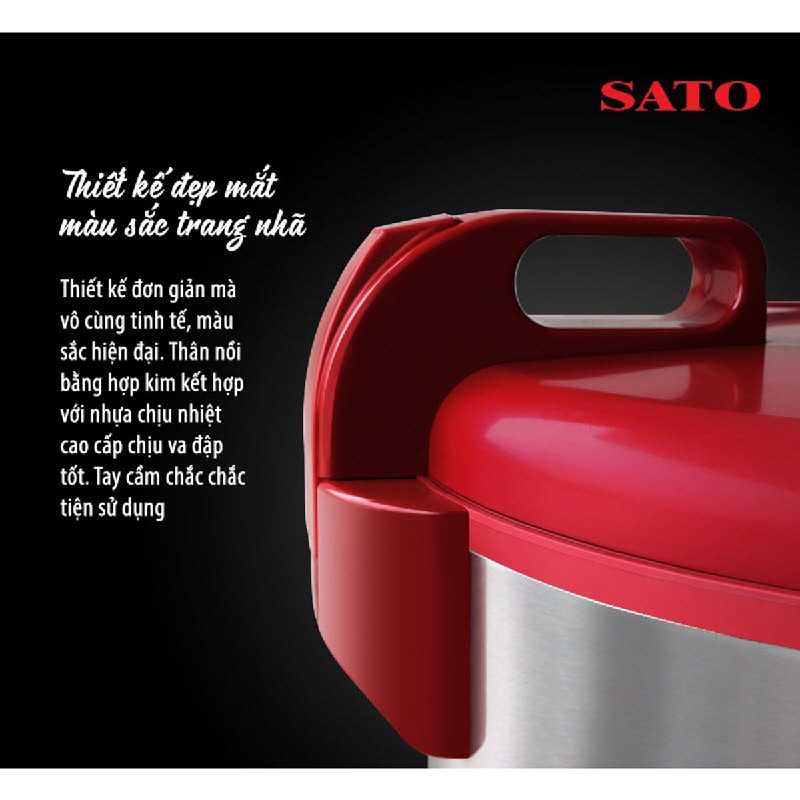 SATO
Thiết kế đẹp mắt
màu sắc trang nhã
Thiết kế đơn giản mà
vô cùng tinh tế, màu
sắc hiện đại. Thân nồi
bằng hợp kim kết hợp
với nhựa chịu nhiệt
cao cấp chịu va đập
tốt. Tay cầm chắc chắc
tiện sử dụng